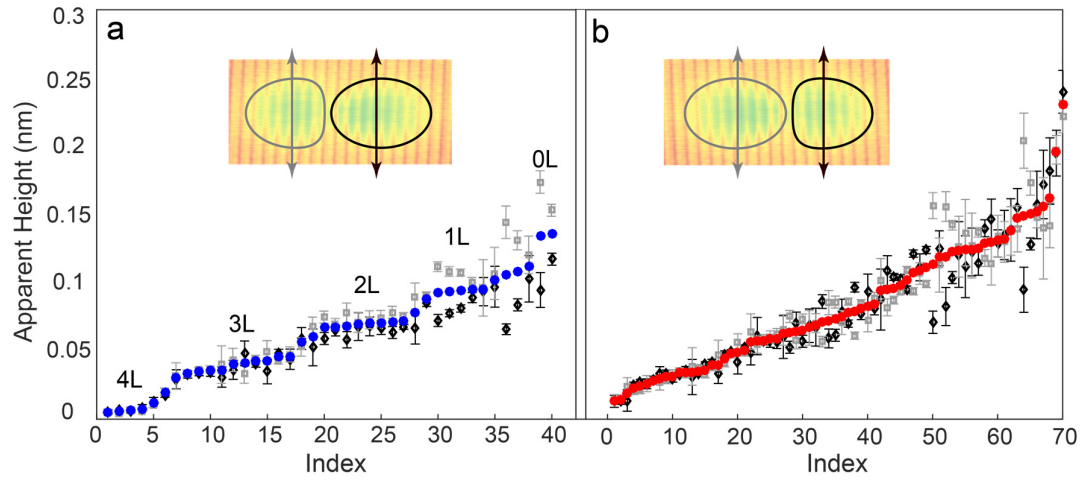 a
b
0.3
0.25
0.2
0.15
0.1
0.05
0
Apparent Height (nm)
4L
3L
2L
1L
0L
0 5 10 15 20 25 30 35 40
Index
0 10 20 30 40 50 60 70
Index